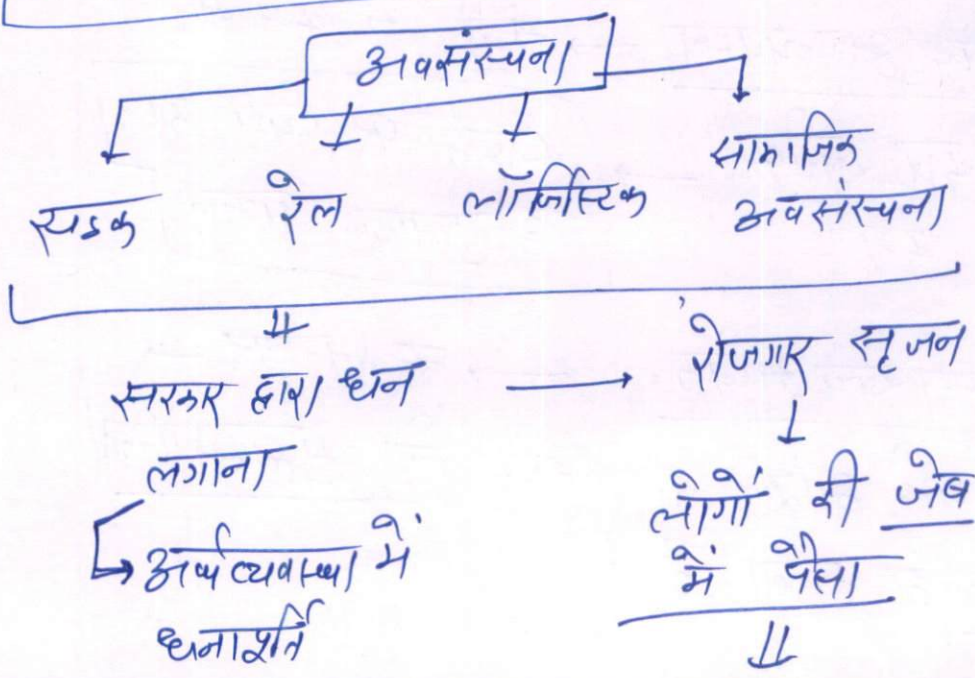 अवसंरचना
सड़क रेल लॉजिस्टिक सामाजिक
अवसंरचना
सरकार द्वारा धन → रोजगार सृजन
लगाना
लोगों की जेब
अर्थव्यवस्था में
में पैसा
धनापूर्ति